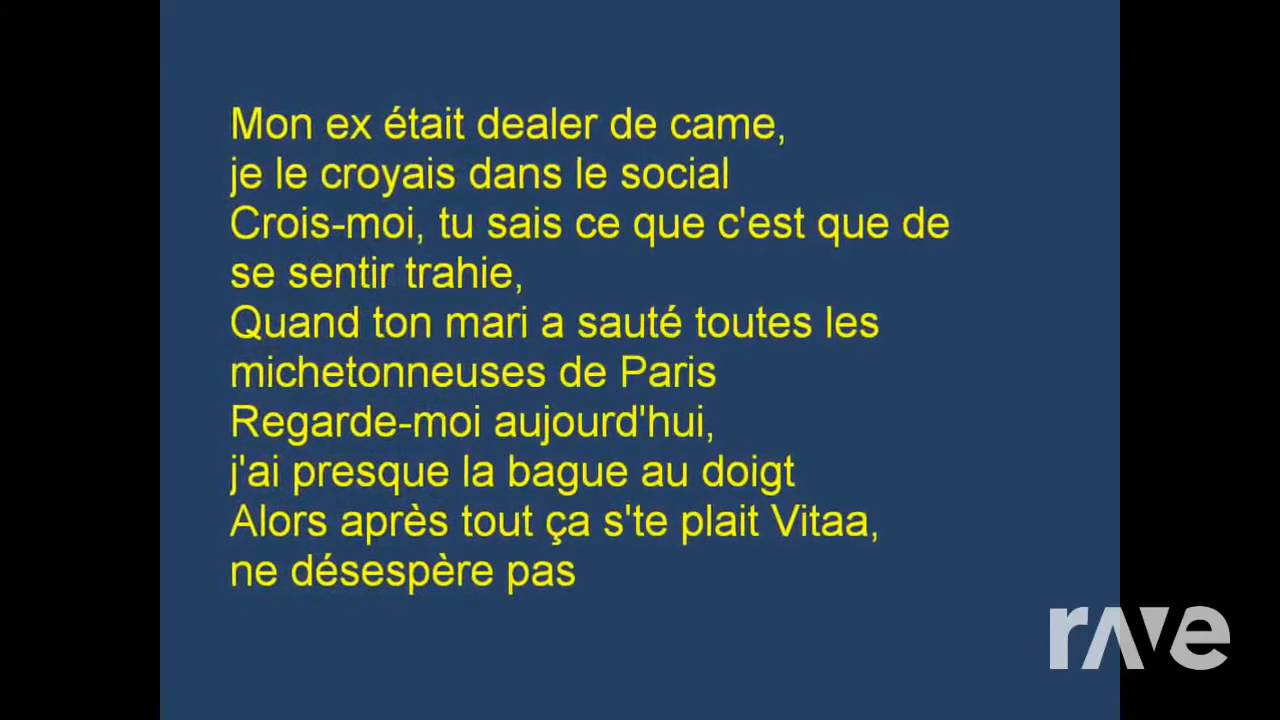 Mon ex était dealer de came,
je le croyais dans le social
Crois-moi, tu sais ce que c'est que de
se sentir trahie,
Quand ton mari a sauté toutes les
michetonneuses de Paris
Regarde-moi aujourd'hui,
j'ai presque la bague au doigt
Alors après tout ça s'te plait Vitaa,
ne désespère pas
rave